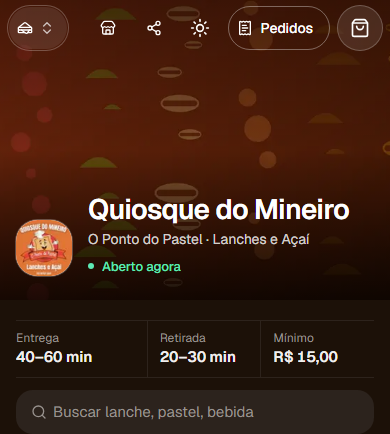 Pedidos
Quiosque do Mineiro
O Ponto do Pastel · Lanches e Açaí
Aberto agora
QUIOSQUE DO MINEIRO
Lanches e Açaí
Entrega
Retirada
Mínimo
40–60 min
20–30 min
R$ 15,00
Buscar lanche, pastel, bebida